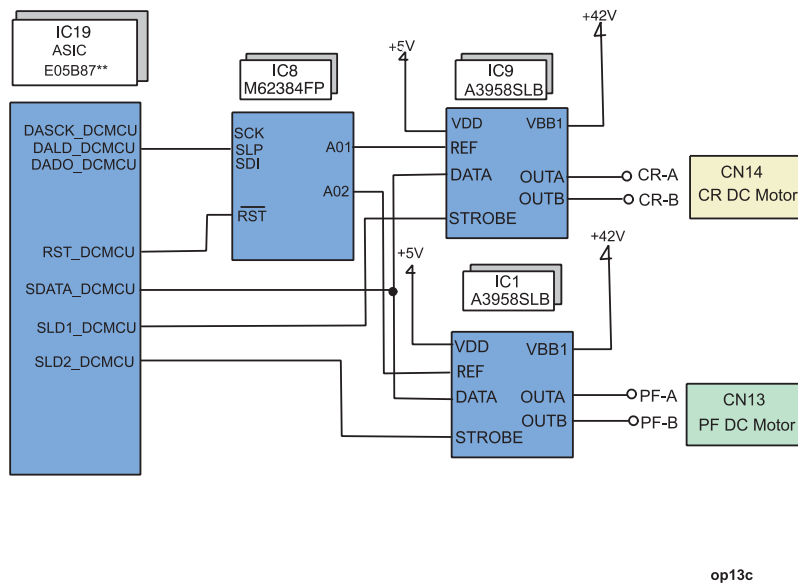 IC19
ASIC
E05B87**
DASCK_DCMCU
DALD_DCMCU
DADO_DCMCU
RST_DCMCU
SDATA_DCMCU
SLD1_DCMCU
SLD2_DCMCU
IC8
M62384FP
SCK
SLP
SDI
RST
A01
A02
+5V
+42V
IC9
A3958SLB
VDD
VBB1
REF
DATA
OUTA
OUTB
STROBE
CR-A
CR-B
CN14
CR DC Motor
+5V
+42V
IC1
A3958SLB
VDD
VBB1
REF
DATA
OUTA
OUTB
STROBE
PF-A
PF-B
CN13
PF DC Motor
op13c